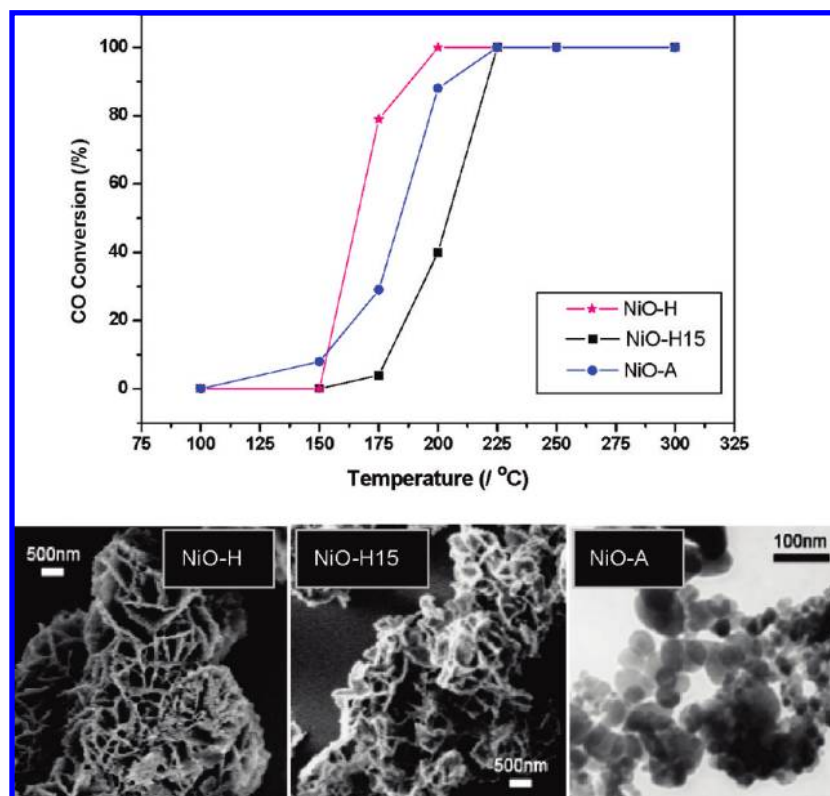 100
80
60
40
20
0
CO Conversion (/%)
NiO-H
NiO-H15
NiO-A
75 100 125 150 175 200 225 250 275 300 325
Temperature (/ °C)
500nm
NiO-H
NiO-H15
500nm
NiO-A
100nm